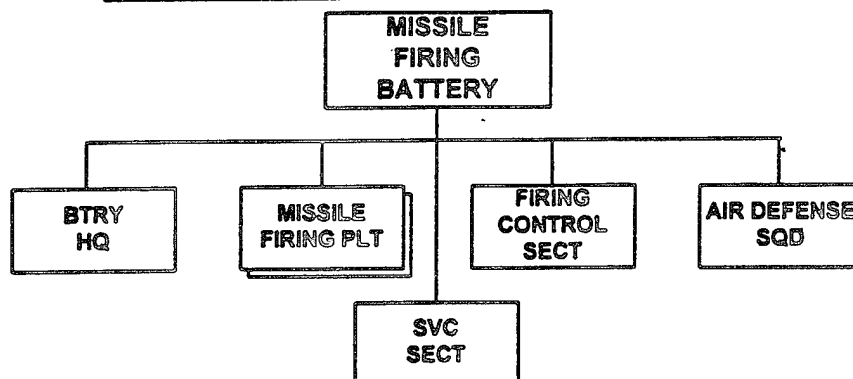 MISSILE
FIRING
BATTERY
BTRY
HQ
MISSILE
FIRING PLT
FIRING
CONTROL
SECT
AIR DEFENSE
SQD
SVC
SECT